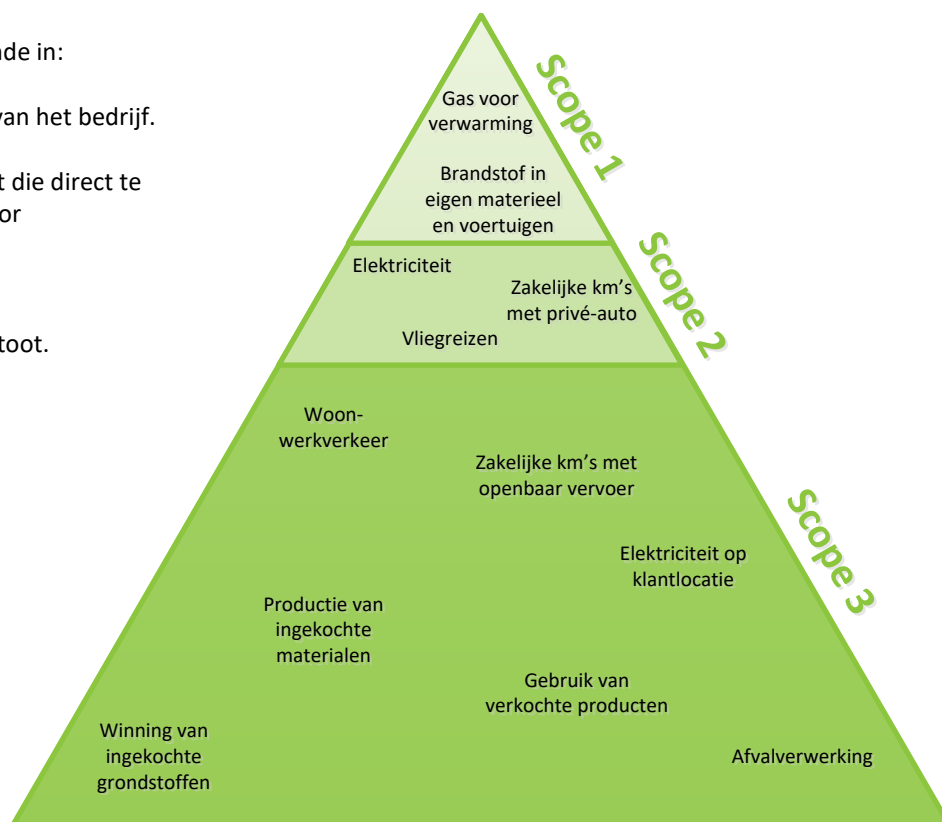 de in:
van het bedrijf.
t die direct te
or
toot.
Gas voor
verwarming
Brandstof in
eigen materieel
en voertuigen
Scope 1
Elektriciteit
Zakelijke km's
met privé-auto
Vliegreizen
Scope 2
Woon-
werkverkeer
Zakelijke km's met
openbaar vervoer
Elektriciteit op
klantlocatie
Productie van
ingekochte
materialen
Gebruik van
verkochte producten
Winning van
ingekochte
grondstoffen
Afvalverwerking
Scope 3